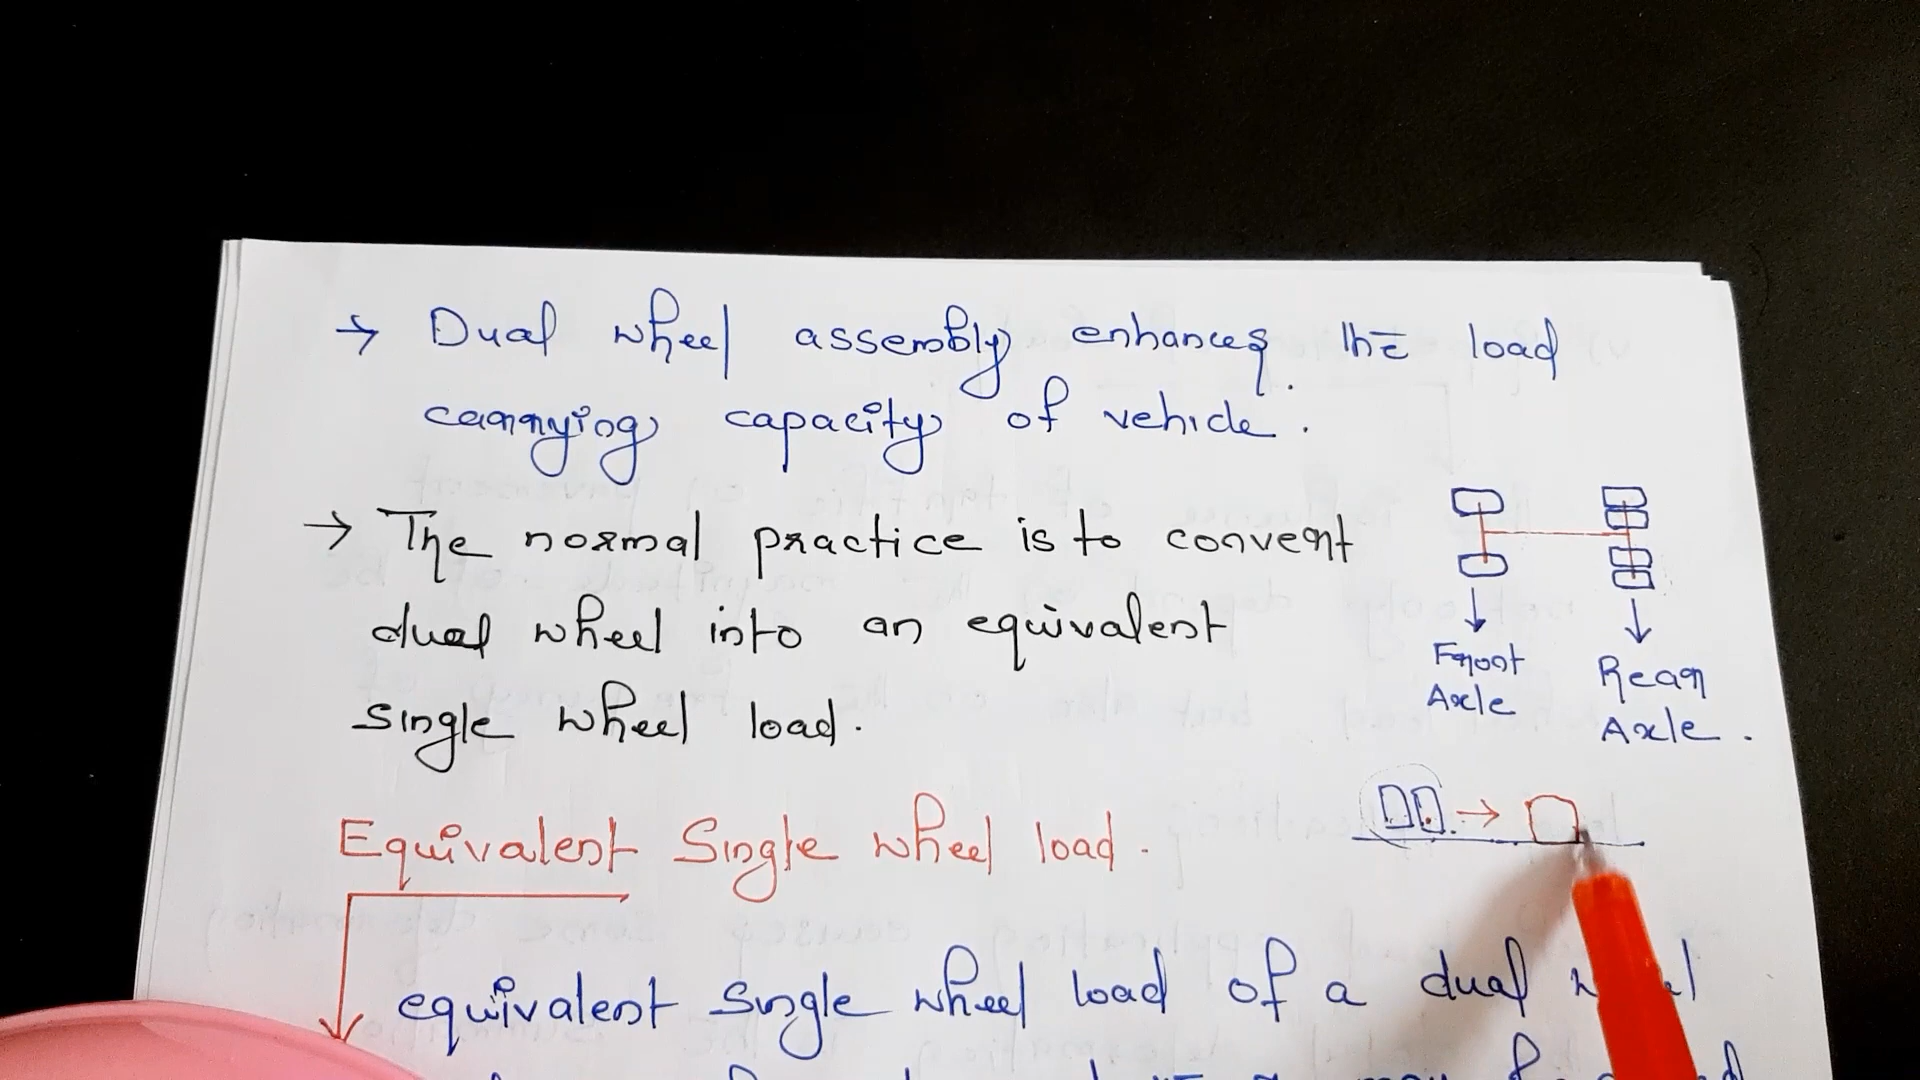 → Dual wheel assembly enhances the load
carrying capacity of vehicle.
→ The normal practice is to convert
dual wheel into an equivalent
single wheel load.
Front
Axle
Rear
Axle.
Equivalent Single wheel load.
equivalent single wheel load of a dual